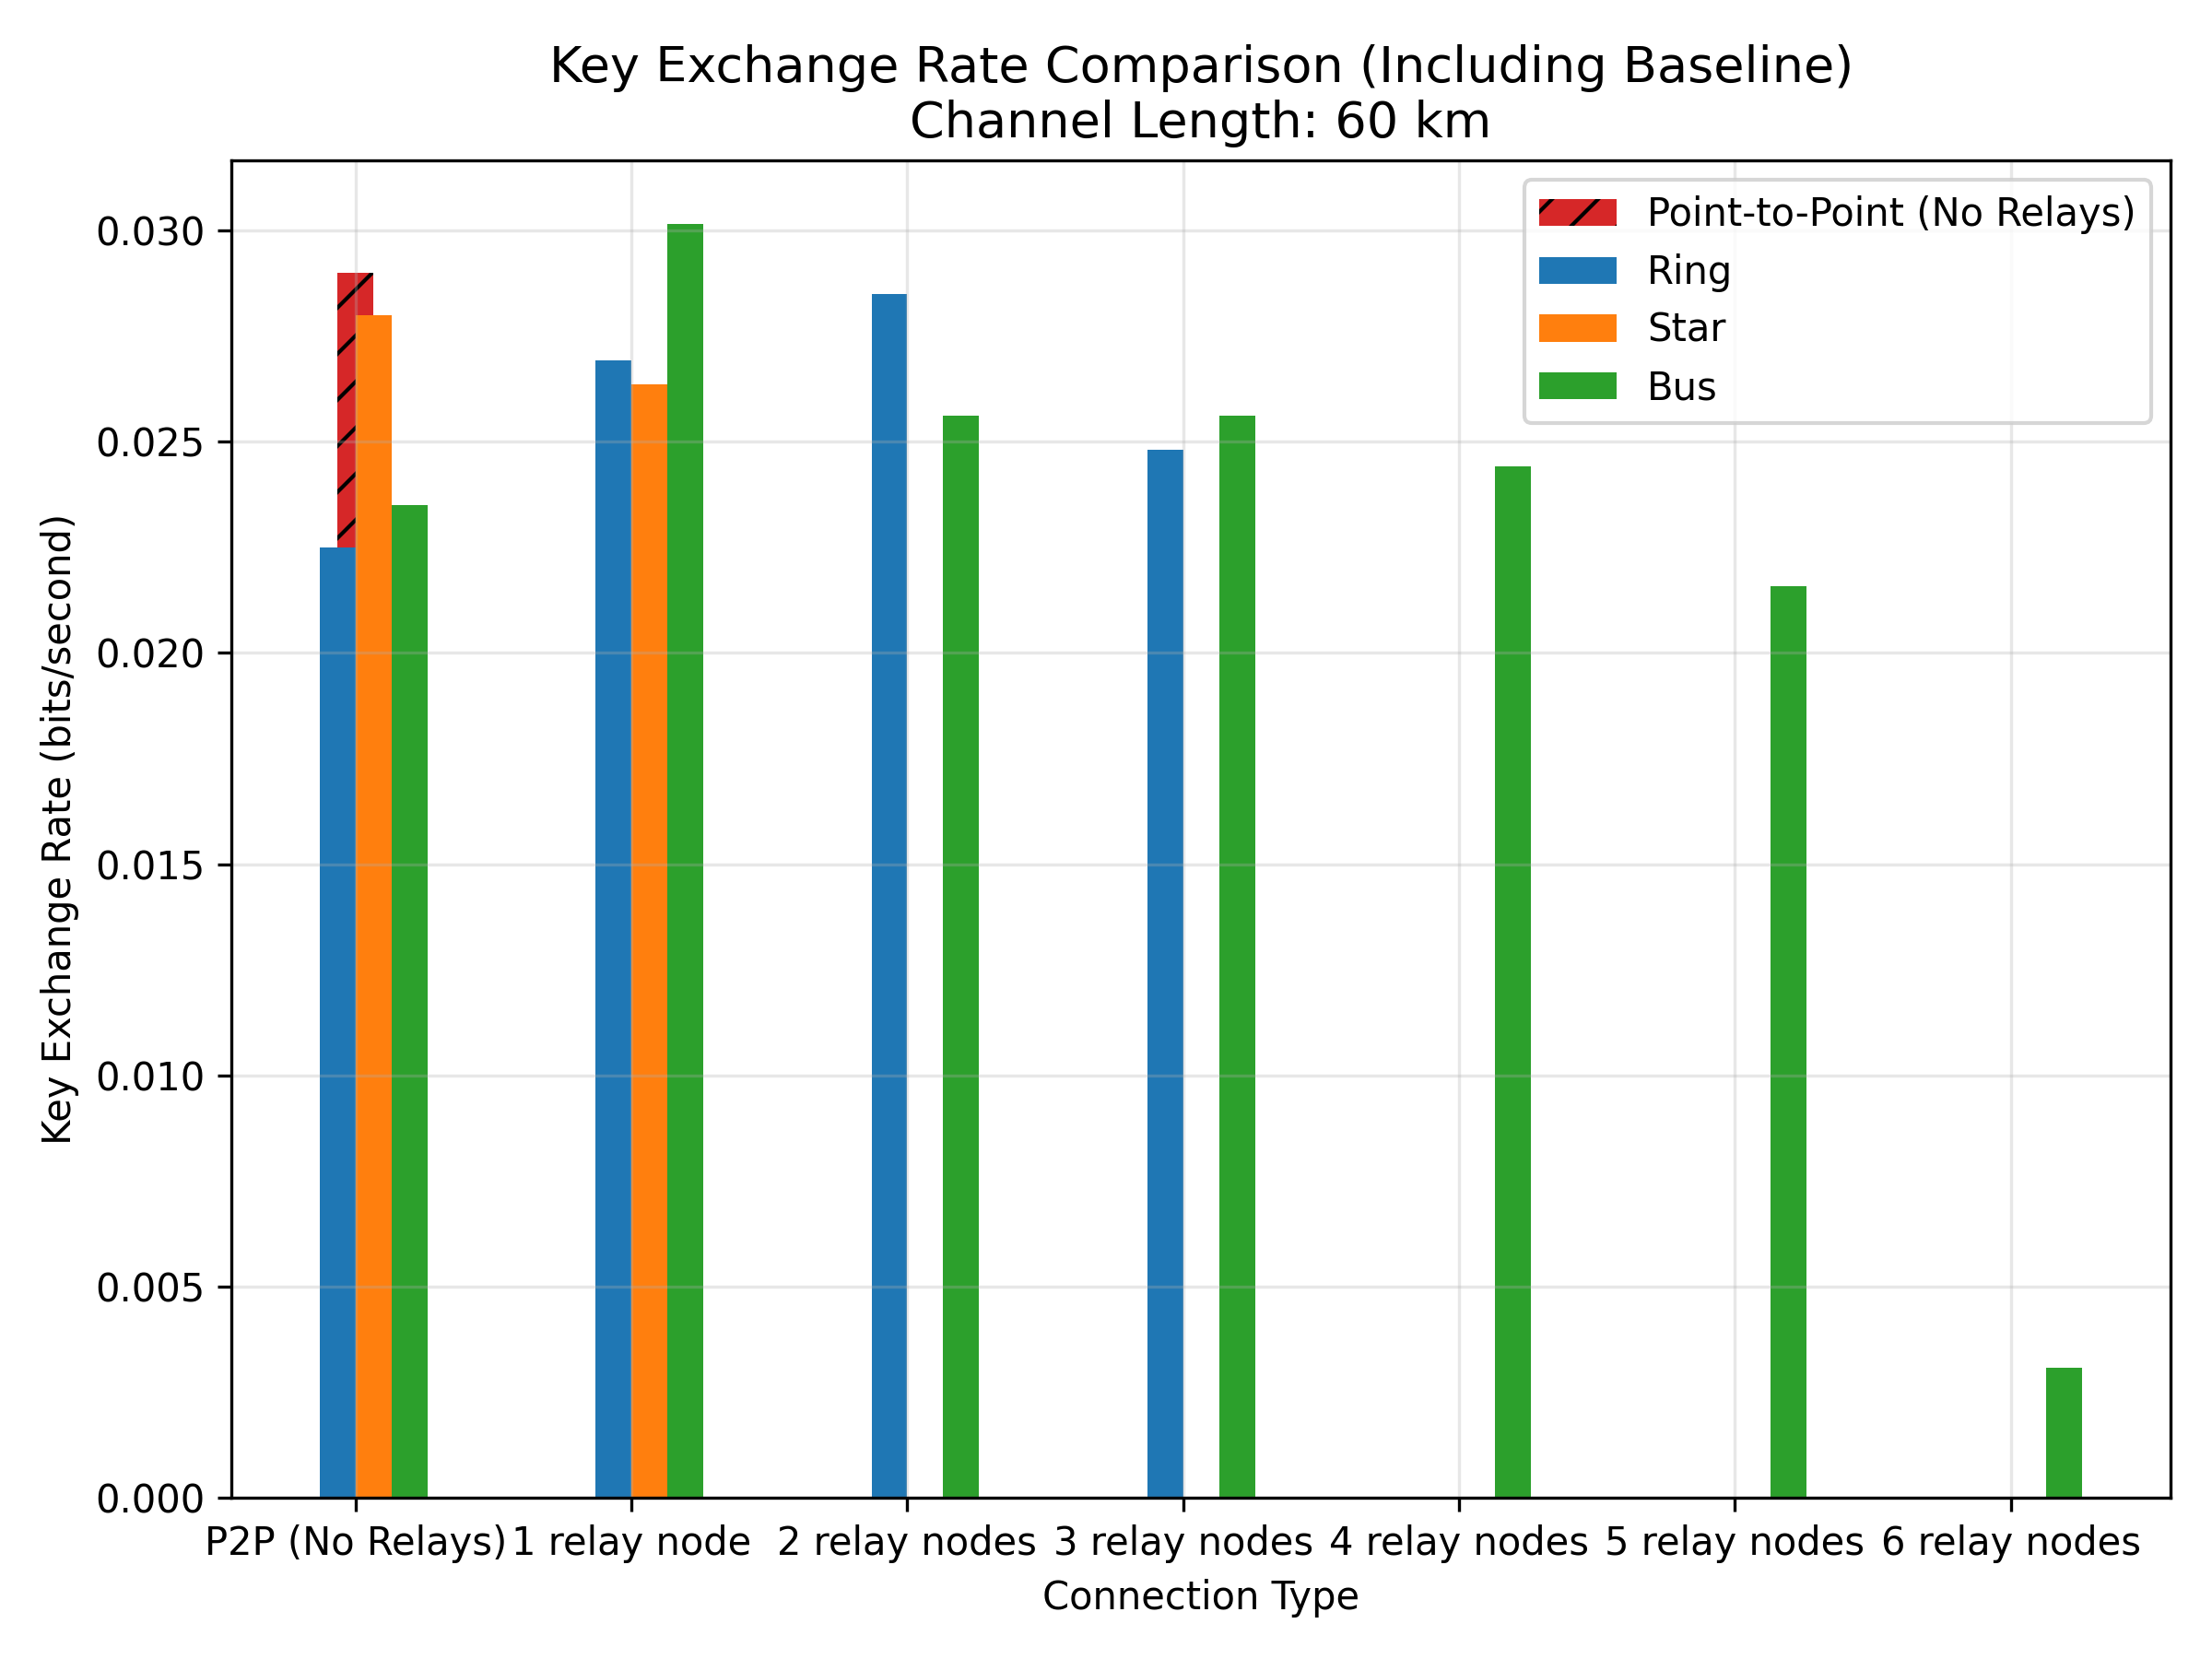 Key Exchange Rate Comparison (Including Baseline)
Channel Length: 60 km
Point-to-Point (No Relays)
Ring
Star
Bus
Key Exchange Rate (bits/second)
0.030
0.025
0.020
0.015
0.010
0.005
0.000
P2P (No Relays) 1 relay node 2 relay nodes 3 relay nodes 4 relay nodes 5 relay nodes 6 relay nodes
Connection Type